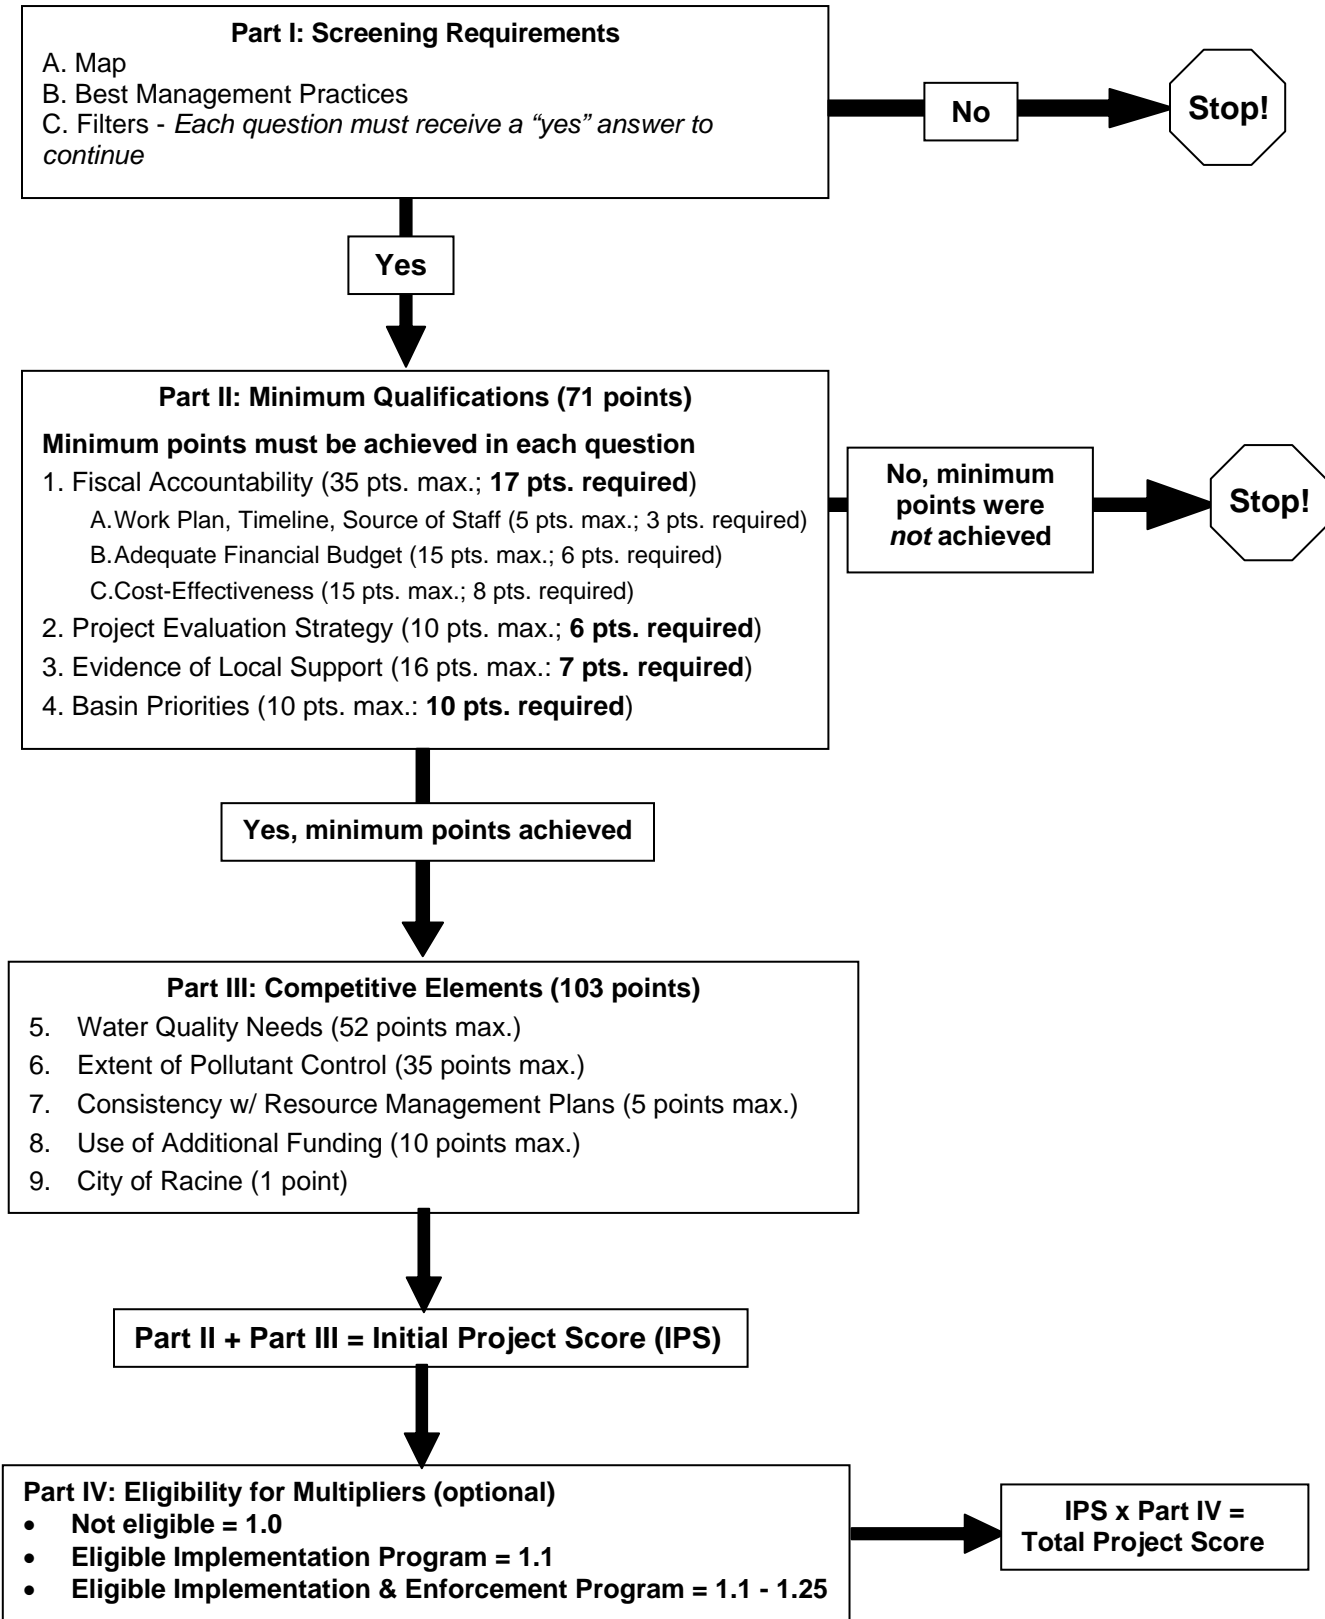 Part I: Screening Requirements
A. Map
B. Best Management Practices
C. Filters - Each question must receive a “yes” answer to
continue
No
Stop!
Yes
Part II: Minimum Qualifications (71 points)
Minimum points must be achieved in each question
1. Fiscal Accountability (35 pts. max.; 17 pts. required)
A.Work Plan, Timeline, Source of Staff (5 pts. max.; 3 pts. required)
B.Adequate Financial Budget (15 pts. max.; 6 pts. required)
C.Cost-Effectiveness (15 pts. max.; 8 pts. required)
2. Project Evaluation Strategy (10 pts. max.; 6 pts. required)
3. Evidence of Local Support (16 pts. max.: 7 pts. required)
4. Basin Priorities (10 pts. max.: 10 pts. required)
No, minimum
points were
not achieved
Stop!
Yes, minimum points achieved
Part III: Competitive Elements (103 points)
5. Water Quality Needs (52 points max.)
6. Extent of Pollutant Control (35 points max.)
7. Consistency w/ Resource Management Plans (5 points max.)
8. Use of Additional Funding (10 points max.)
9. City of Racine (1 point)
Part II + Part III = Initial Project Score (IPS)
Part IV: Eligibility for Multipliers (optional)
• Not eligible = 1.0
• Eligible Implementation Program = 1.1
• Eligible Implementation & Enforcement Program = 1.1 - 1.25
IPS x Part IV =
Total Project Score